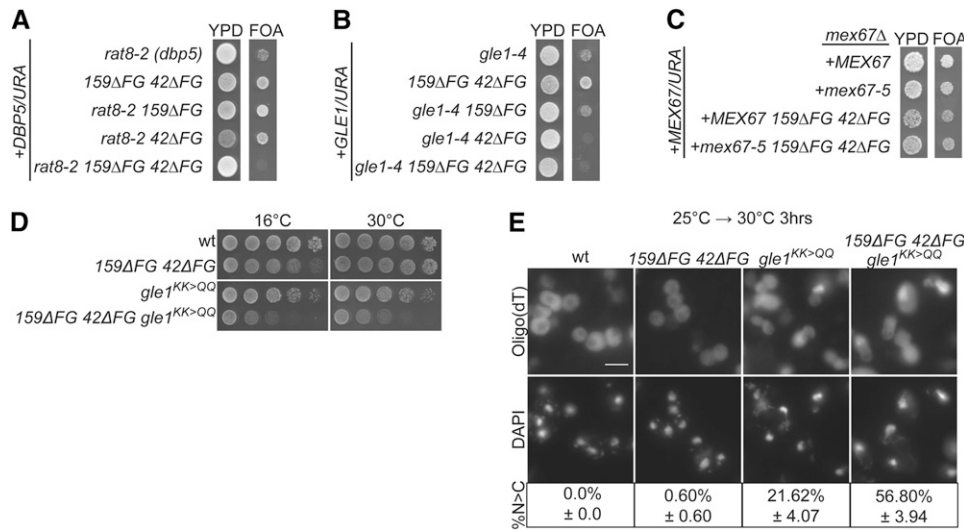 A
YPD FOA
+DBP5/URA
rat8-2 (dbp5)
159ΔFG 42ΔFG
rat8-2 159ΔFG
rat8-2 42ΔFG
rat8-2 159ΔFG 42ΔFG
B
YPD FOA
+GLE1/URA
gle1-4
159ΔFG 42ΔFG
gle1-4 159ΔFG
gle1-4 42ΔFG
gle1-4 159ΔFG 42ΔFG
C
mex67Δ YPD FOA
+MEX67/URA
+MEX67
+mex67-5
+MEX67 159ΔFG 42ΔFG
+mex67-5 159ΔFG 42ΔFG
D
16°C 30°C
wt
159ΔFG 42ΔFG
gle1KK>QQ
159ΔFG 42ΔFG gle1KK>QQ
E
25°C → 30°C 3hrs
wt 159ΔFG 42ΔFG gle1KK>QQ 159ΔFG 42ΔFG gle1KK>QQ
Oligo(dT)
DAPI
%N>C
0.0% 0.60% 21.62% 56.80%
± 0.0 ± 0.60 ± 4.07 ± 3.94